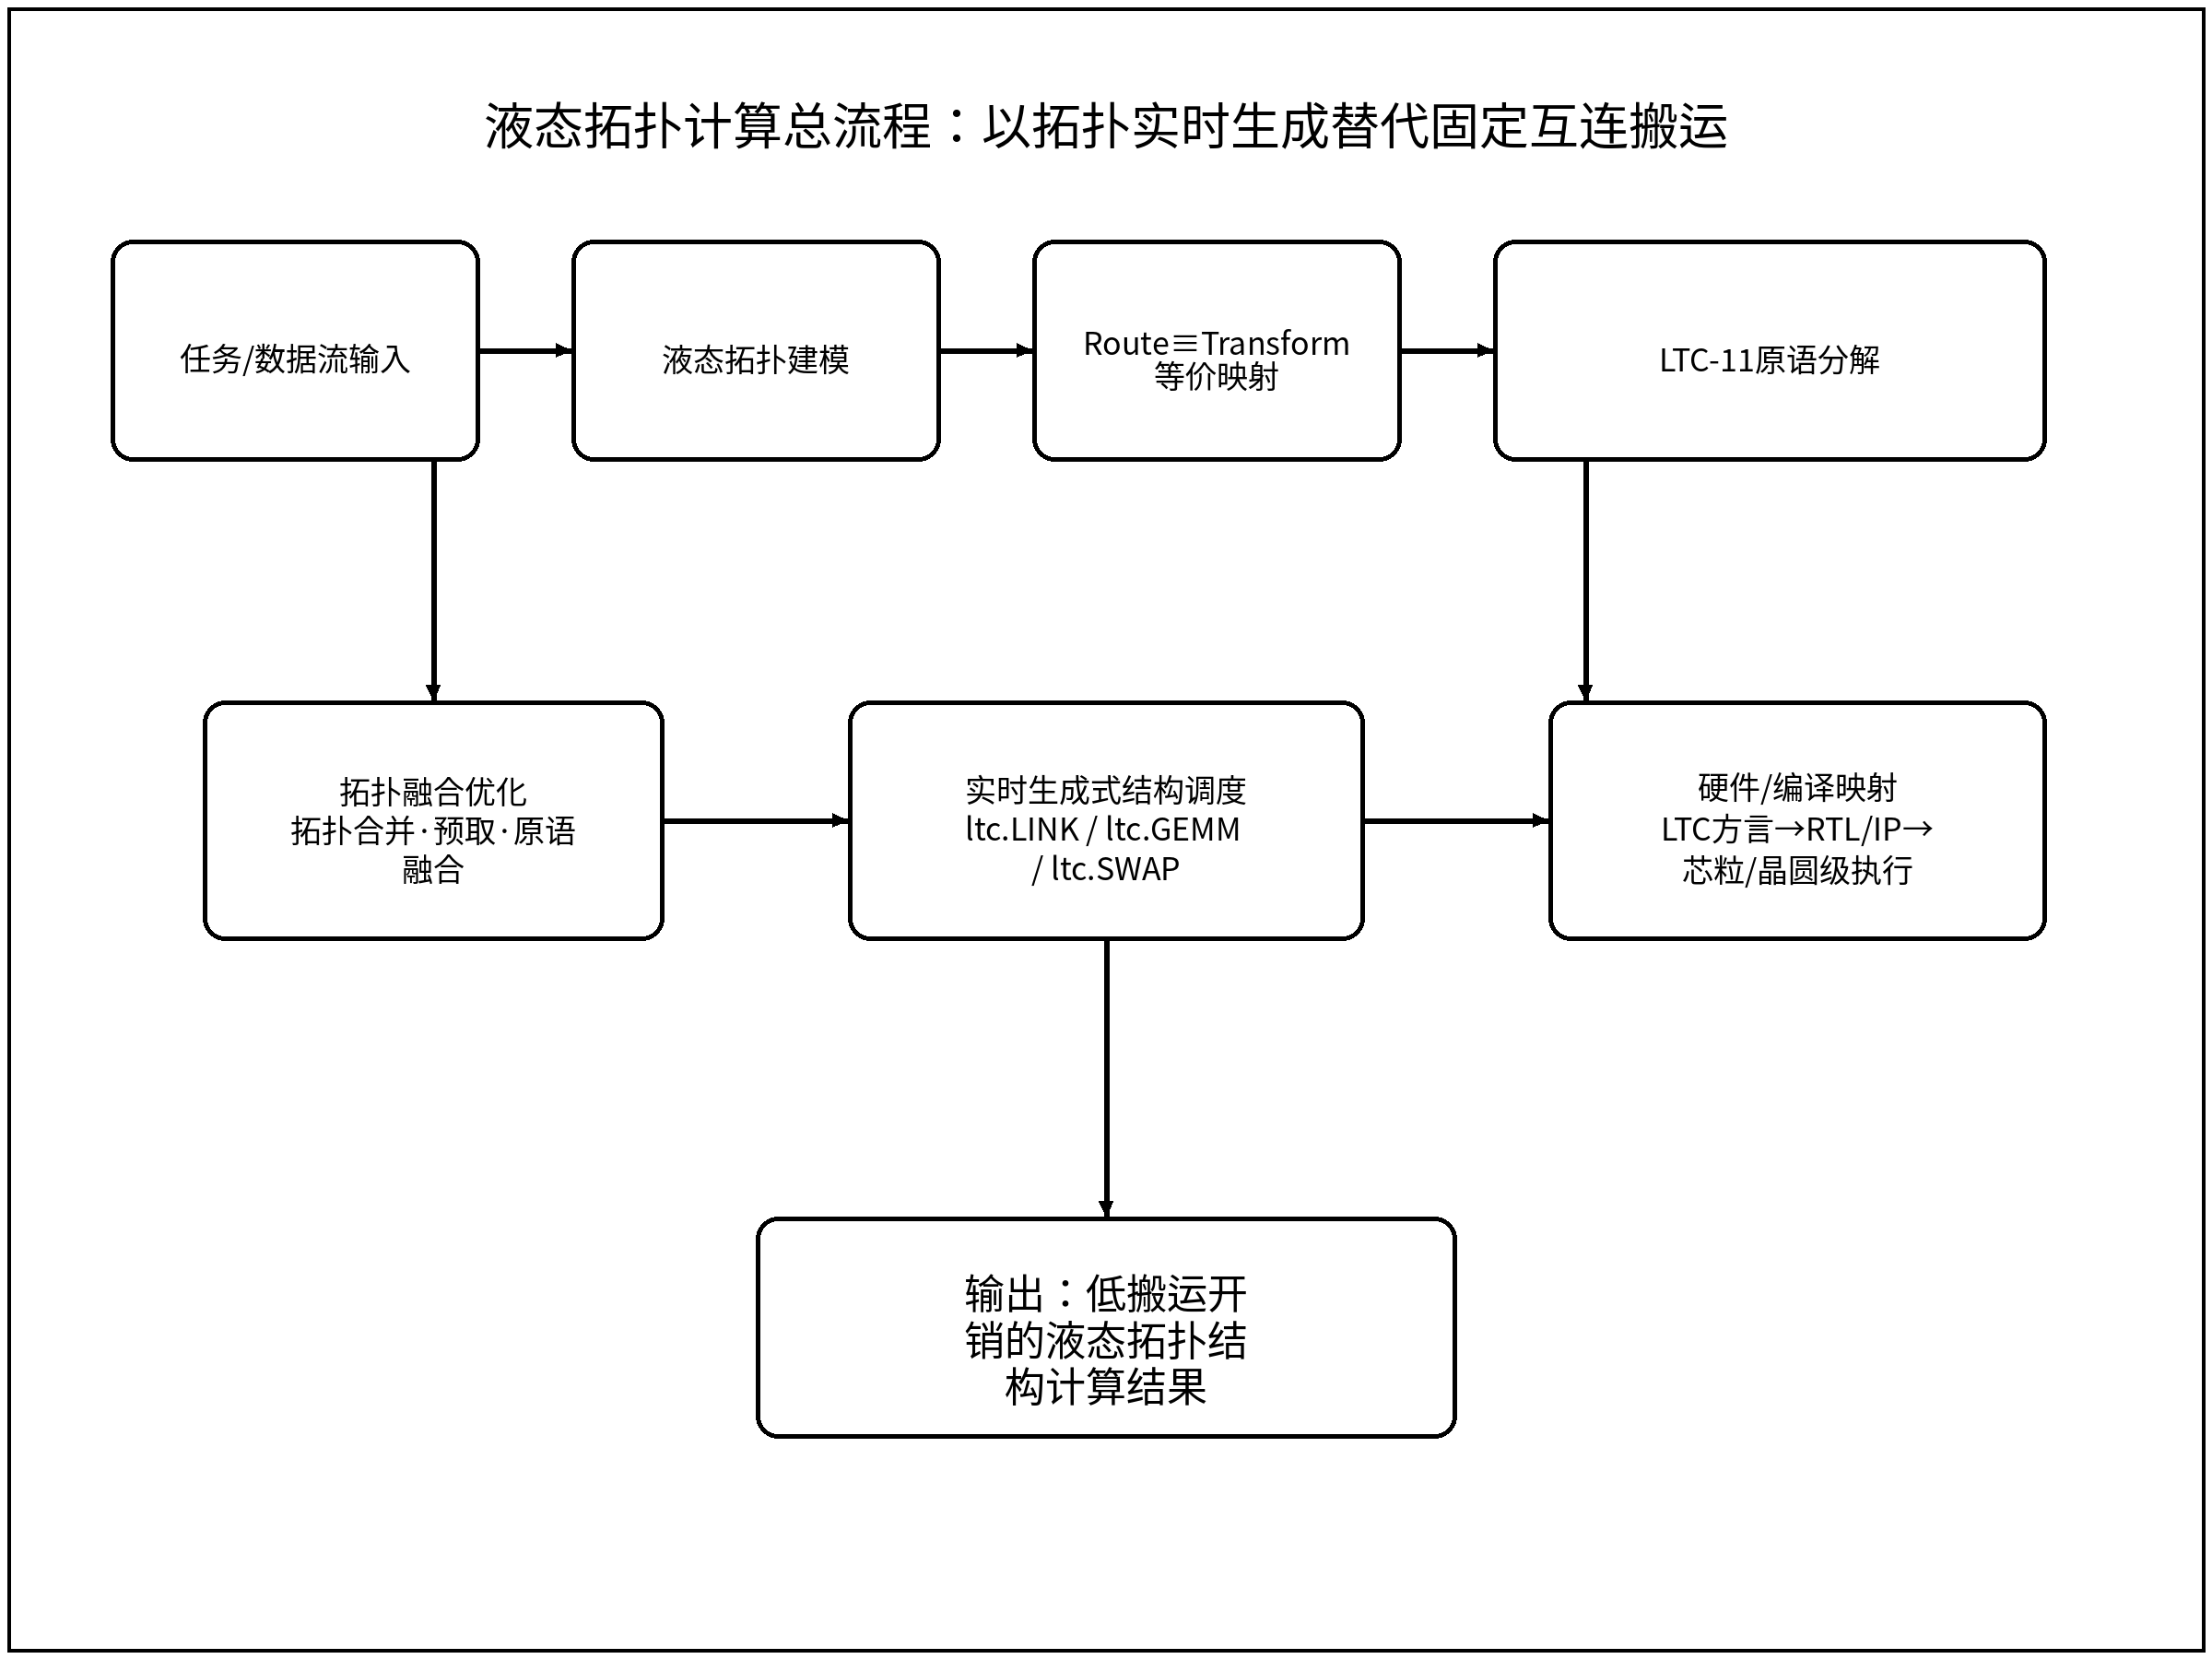 液态拓扑计算总流程：以拓扑实时生成替代固定互连搬运
任务/数据流输入
液态拓扑建模
Route≡Transform
等价映射
LTC-11原语分解
拓扑融合优化
拓扑合并·预取·原语
融合
实时生成式结构调度
ltc.LINK / ltc.GEMM
/ ltc.SWAP
硬件/编译映射
LTC方言→RTL/IP→
芯粒/晶圆级执行
输出：低搬运开
销的液态拓扑结
构计算结果